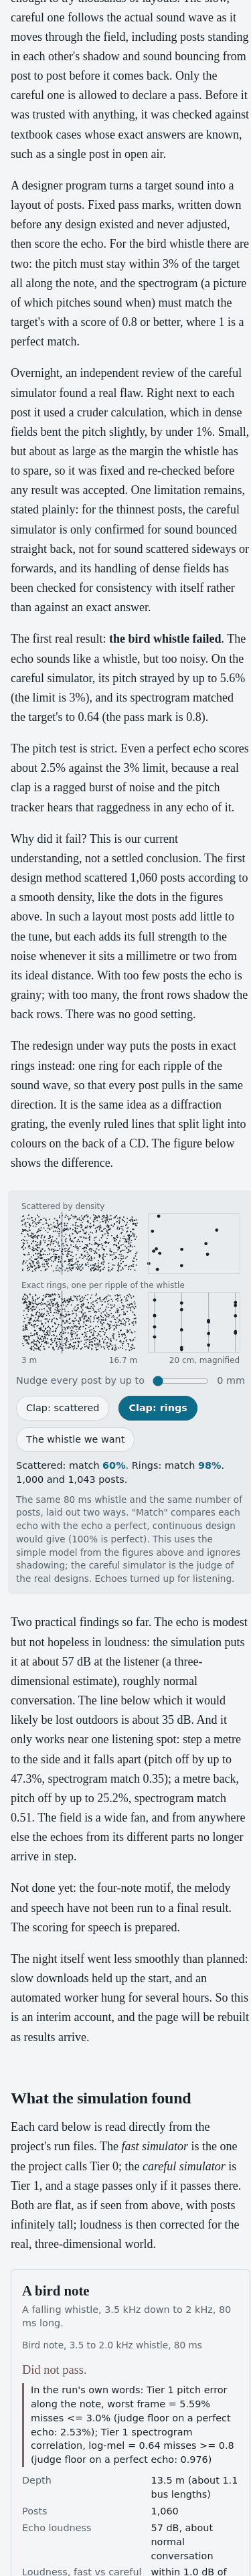 enough to try thousands of layouts. The slow,
careful one follows the actual sound wave as it
moves through the field, including posts standing
in each other's shadow and sound bouncing from
post to post before it comes back. Only the
careful one is allowed to declare a pass. Before it
was trusted with anything, it was checked against
textbook cases whose exact answers are known,
such as a single post in open air.
A designer program turns a target sound into a
layout of posts. Fixed pass marks, written down
before any design existed and never adjusted,
then score the echo. For the bird whistle there are
two: the pitch must stay within 3% of the target
all along the note, and the spectrogram (a picture
of which pitches sound when) must match the
target's with a score of 0.8 or better, where 1 is a
perfect match.
Overnight, an independent review of the careful
simulator found a real flaw. Right next to each
post it used a cruder calculation, which in dense
fields bent the pitch slightly, by under 1%. Small,
but about as large as the margin the whistle has
to spare, so it was fixed and re-checked before
any result was accepted. One limitation remains,
stated plainly: for the thinnest posts, the careful
simulator is only confirmed for sound bounced
straight back, not for sound scattered sideways or
forwards, and its handling of dense fields has
been checked for consistency with itself rather
than against an exact answer.
The first real result: the bird whistle failed. The
echo sounds like a whistle, but too noisy. On the
careful simulator, its pitch strayed by up to 5.6%
(the limit is 3%), and its spectrogram matched
the target's to 0.64 (the pass mark is 0.8).
The pitch test is strict. Even a perfect echo scores
about 2.5% against the 3% limit, because a real
clap is a ragged burst of noise and the pitch
tracker hears that raggedness in any echo of it.
Why did it fail? This is our current
understanding, not a settled conclusion. The first
design method scattered 1,060 posts according to
a smooth density, like the dots in the figures
above. In such a layout most posts add little to
the tune, but each adds its full strength to the
noise whenever it sits a millimetre or two from
its ideal distance. With too few posts the echo is
grainy; with too many, the front rows shadow the
back rows. There was no good setting.
The redesign under way puts the posts in exact
rings instead: one ring for each ripple of the
sound wave, so that every post pulls in the same
direction. It is the same idea as a diffraction
grating, the evenly ruled lines that split light into
colours on the back of a CD. The figure below
shows the difference.
Scattered by density
Exact rings, one per ripple of the whistle
3 m 16.7 m 20 cm, magnified
Nudge every post by up to 0 mm
Clap: scattered Clap: rings
The whistle we want
Scattered: match 60%. Rings: match 98%.
1,000 and 1,043 posts.
The same 80 ms whistle and the same number of
posts, laid out two ways. "Match" compares each
echo with the echo a perfect, continuous design
would give (100% is perfect). This uses the
simple model from the figures above and ignores
shadowing; the careful simulator is the judge of
the real designs. Echoes turned up for listening.
Two practical findings so far. The echo is modest
but not hopeless in loudness: the simulation puts
it at about 57 dB at the listener (a three-
dimensional estimate), roughly normal
conversation. The line below which it would
likely be lost outdoors is about 35 dB. And it
only works near one listening spot: step a metre
to the side and it falls apart (pitch off by up to
47.3%, spectrogram match 0.35); a metre back,
pitch off by up to 25.2%, spectrogram match
0.51. The field is a wide fan, and from anywhere
else the echoes from its different parts no longer
arrive in step.
Not done yet: the four-note motif, the melody
and speech have not been run to a final result.
The scoring for speech is prepared.
The night itself went less smoothly than planned:
slow downloads held up the start, and an
automated worker hung for several hours. So this
is an interim account, and the page will be rebuilt
as results arrive.
What the simulation found
Each card below is read directly from the
project's run files. The fast simulator is the one
the project calls Tier 0; the careful simulator is
Tier 1, and a stage passes only if it passes there.
Both are flat, as if seen from above, with posts
infinitely tall; loudness is then corrected for the
real, three-dimensional world.
A bird note
A falling whistle, 3.5 kHz down to 2 kHz, 80
ms long.
Bird note, 3.5 to 2.0 kHz whistle, 80 ms
Did not pass.
In the run's own words: Tier 1 pitch error
along the note, worst frame = 5.59%
misses <= 3.0% (judge floor on a perfect
echo: 2.53%); Tier 1 spectrogram
correlation, log-mel = 0.64 misses >= 0.8
(judge floor on a perfect echo: 0.976)
Depth 13.5 m (about 1.1
bus lengths)
Posts 1,060
Echo loudness 57 dB, about
normal
conversation
Loudness, fast vs careful within 1.0 dB of